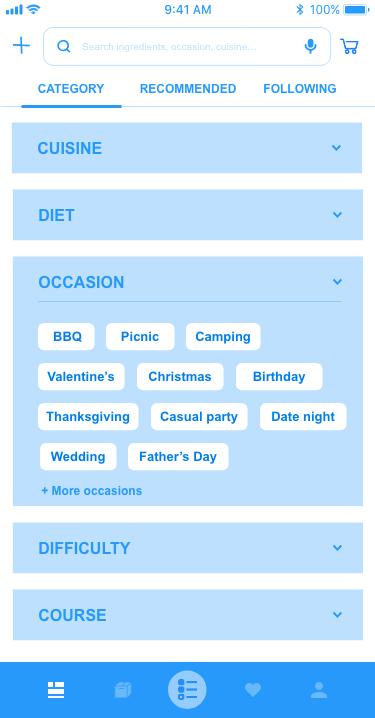 9:41 AM
100%
Search ingredients, occasion, cuisine...
CATEGORY RECOMMENDED FOLLOWING
CUISINE
DIET
OCCASION
BBQ Picnic Camping
Valentine's Christmas Birthday
Thanksgiving Casual party Date night
Wedding Father's Day
+ More occasions
DIFFICULTY
COURSE